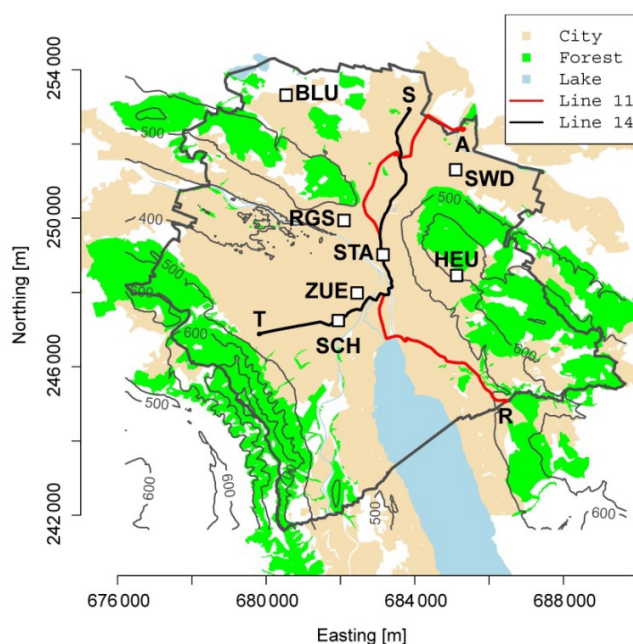 City
Forest
Lake
Line 11
Line 14
254 000
250 000
246 000
242 000
Northing [m]
BLU
S
A
SWD
500
500
RGS
400
STA
HEU
ZUE
T
SCH
500
600
600
500
600
600
R
500
600
676 000
680 000
684 000
688 000
Easting [m]